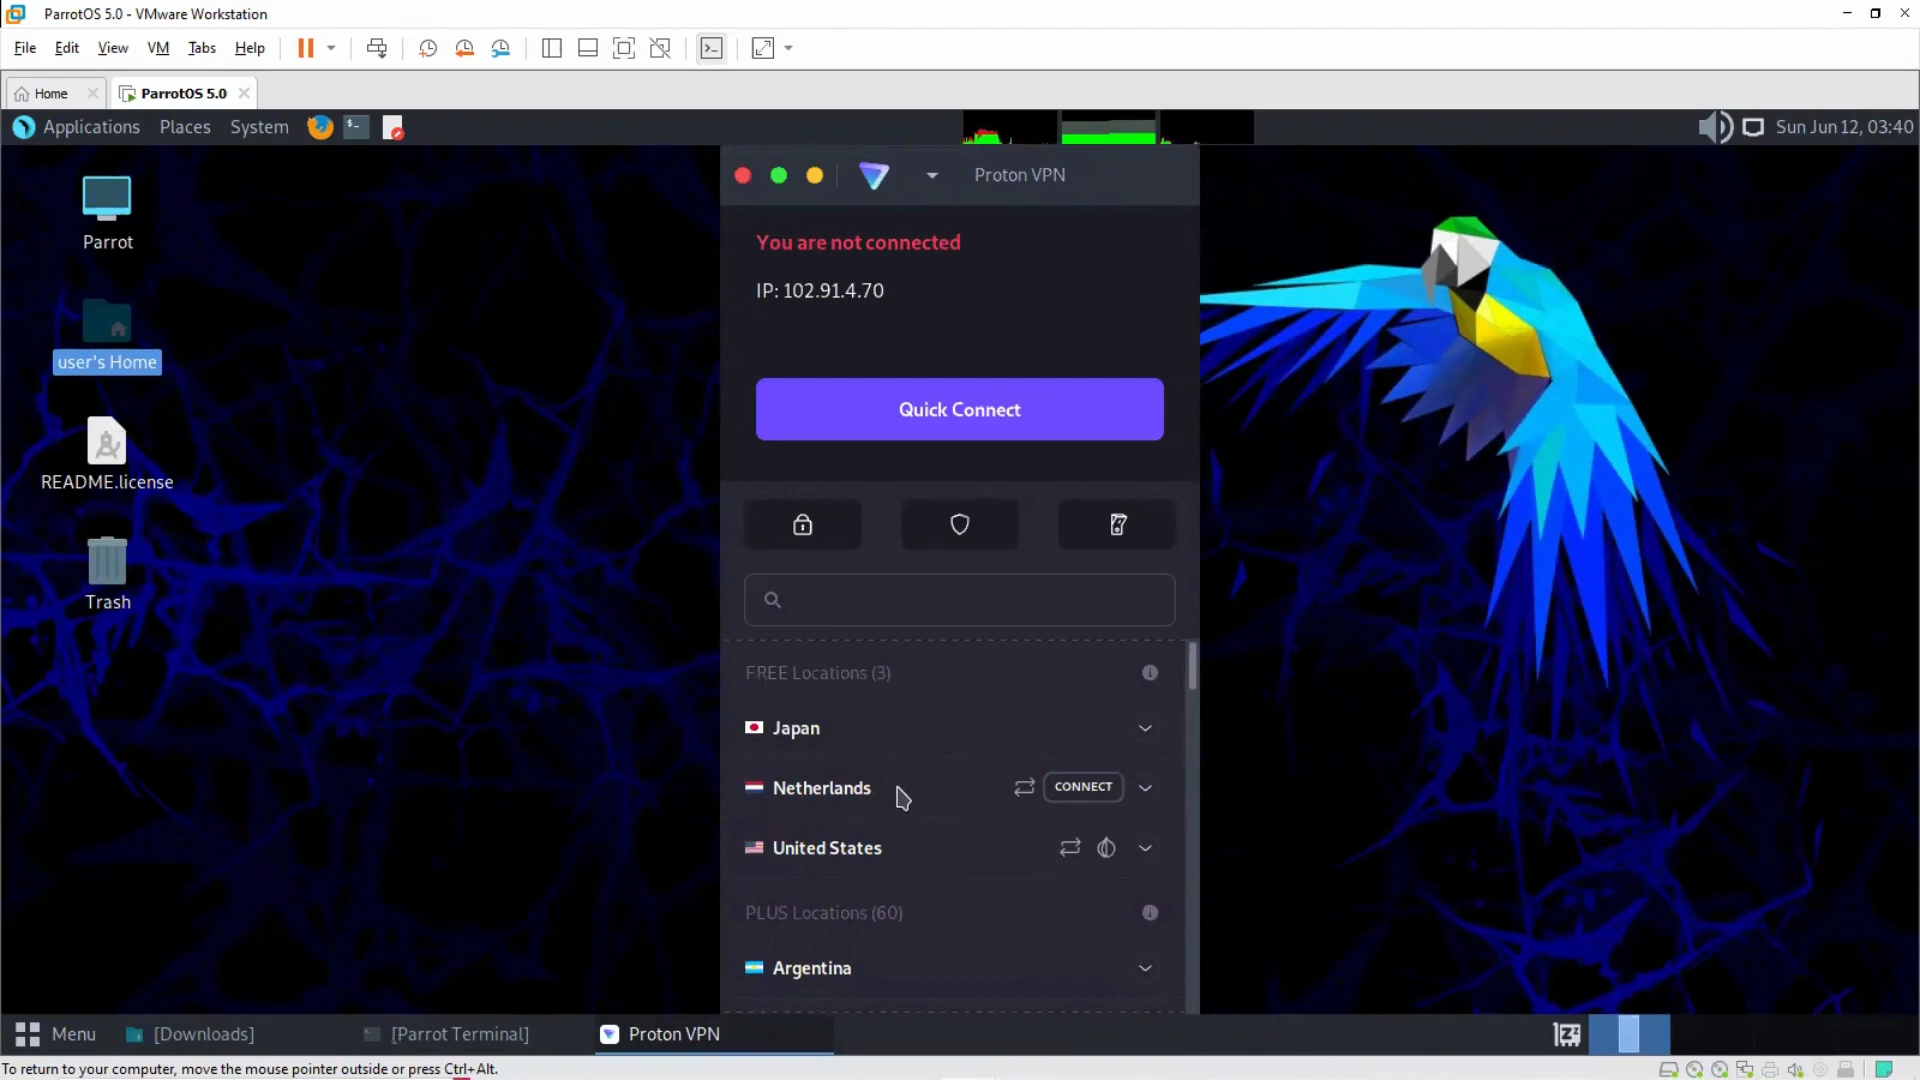 ParrotOS 5.0 - VMware Workstation
File Edit View VM Tabs Help
Home ParrotOS 5.0
Applications Places System Sun Jun 12, 03:40
Proton VPN
Parrot
You are not connected
IP: 102.91.4.70
user's Home
Quick Connect
README.license
Trash
FREE Locations (3)
Japan
Netherlands CONNECT
United States
PLUS Locations (60)
Argentina
Menu [Downloads] [Parrot Terminal] Proton VPN
To return to your computer, move the mouse pointer outside or press Ctrl+Alt.